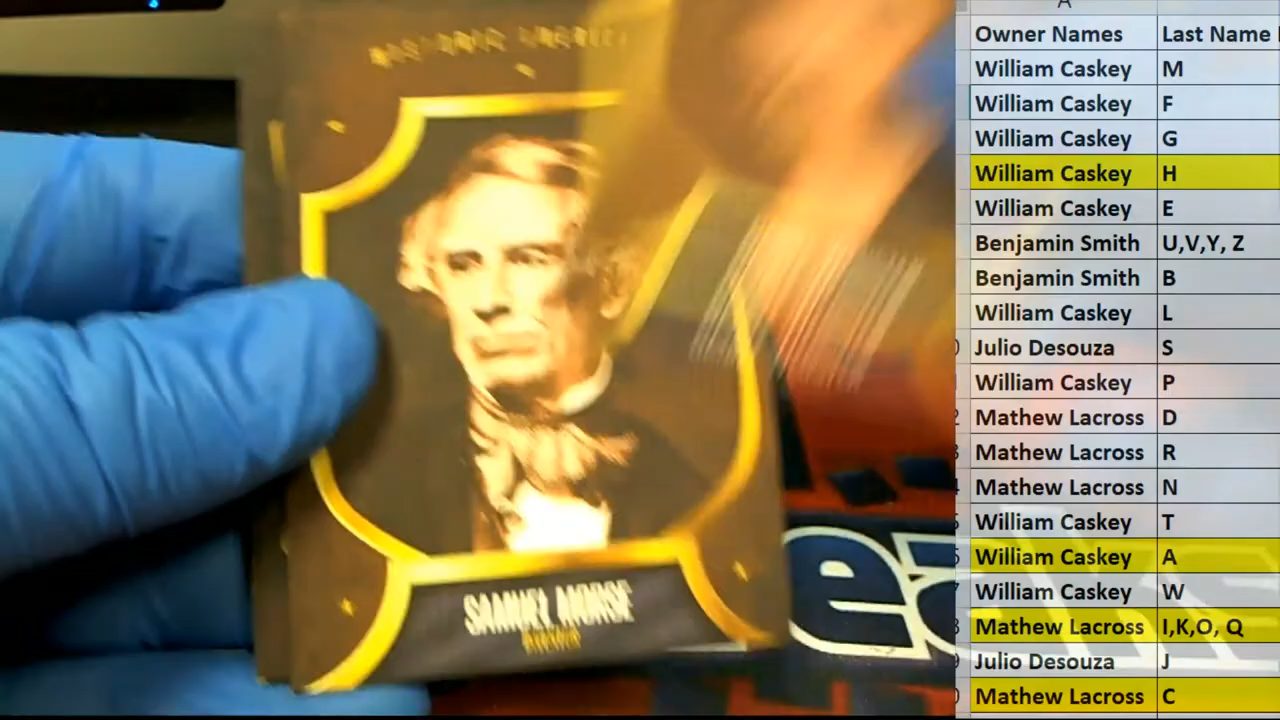 SAMUEL MORSE
A
Owner Names Last Name
William Caskey M
William Caskey F
William Caskey G
William Caskey H
William Caskey E
Benjamin Smith U,V,Y, Z
Benjamin Smith B
William Caskey L
Julio Desouza S
William Caskey P
Mathew Lacross D
Mathew Lacross R
Mathew Lacross N
William Caskey T
William Caskey A
William Caskey W
Mathew Lacross I,K,O, Q
Julio Desouza J
Mathew Lacross C